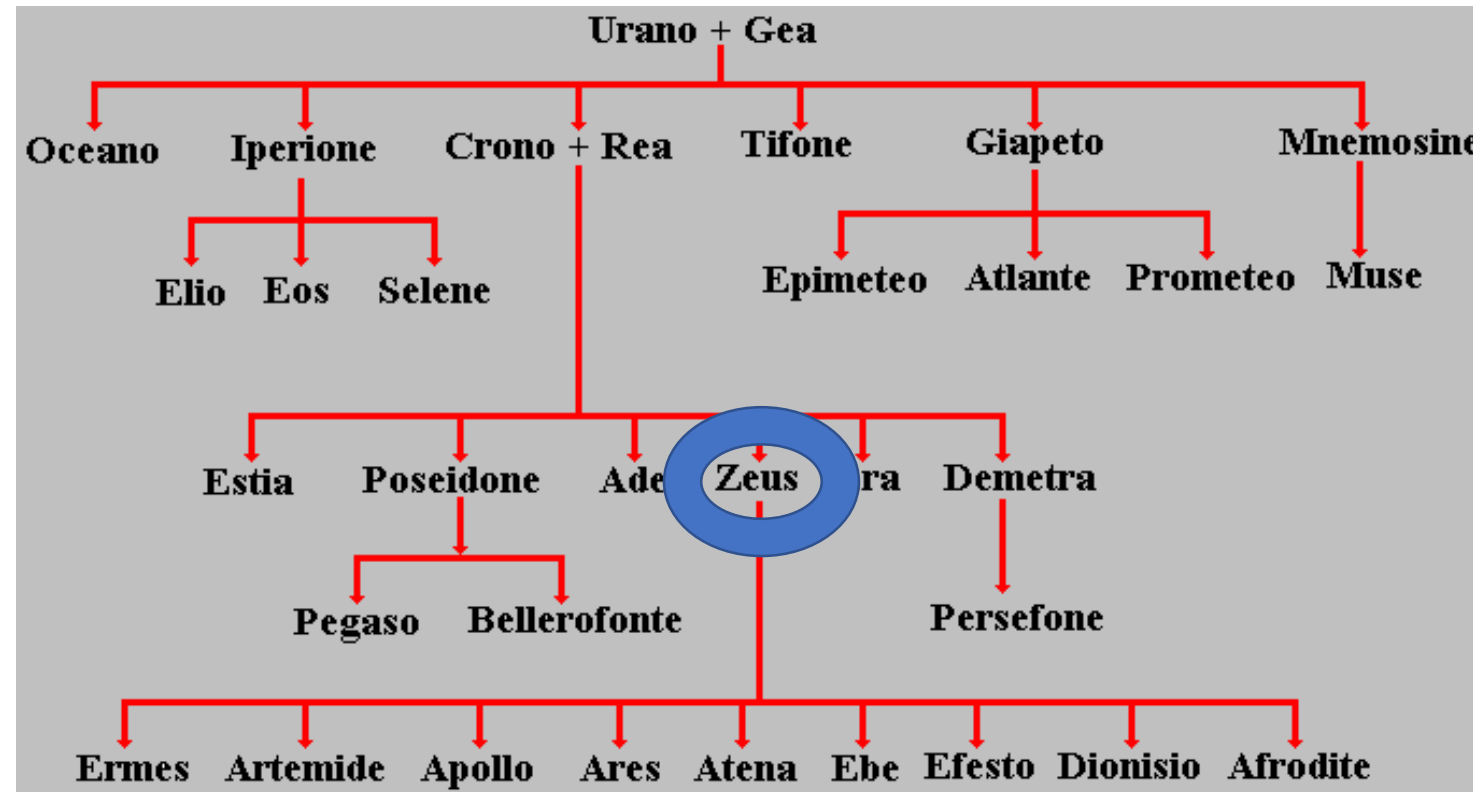 Urano + Gea
Oceano Iperione Crono + Rea Tifone Giapeto Mnemosine
Elio Eos Selene Epimeteo Atlante Prometeo Muse
Estia Poseidone Ade Zeus Demetra
Pegaso Bellerofonte Persefone
Ermes Artemide Apollo Ares Atena Ebe Efesto Dionisio Afrodite